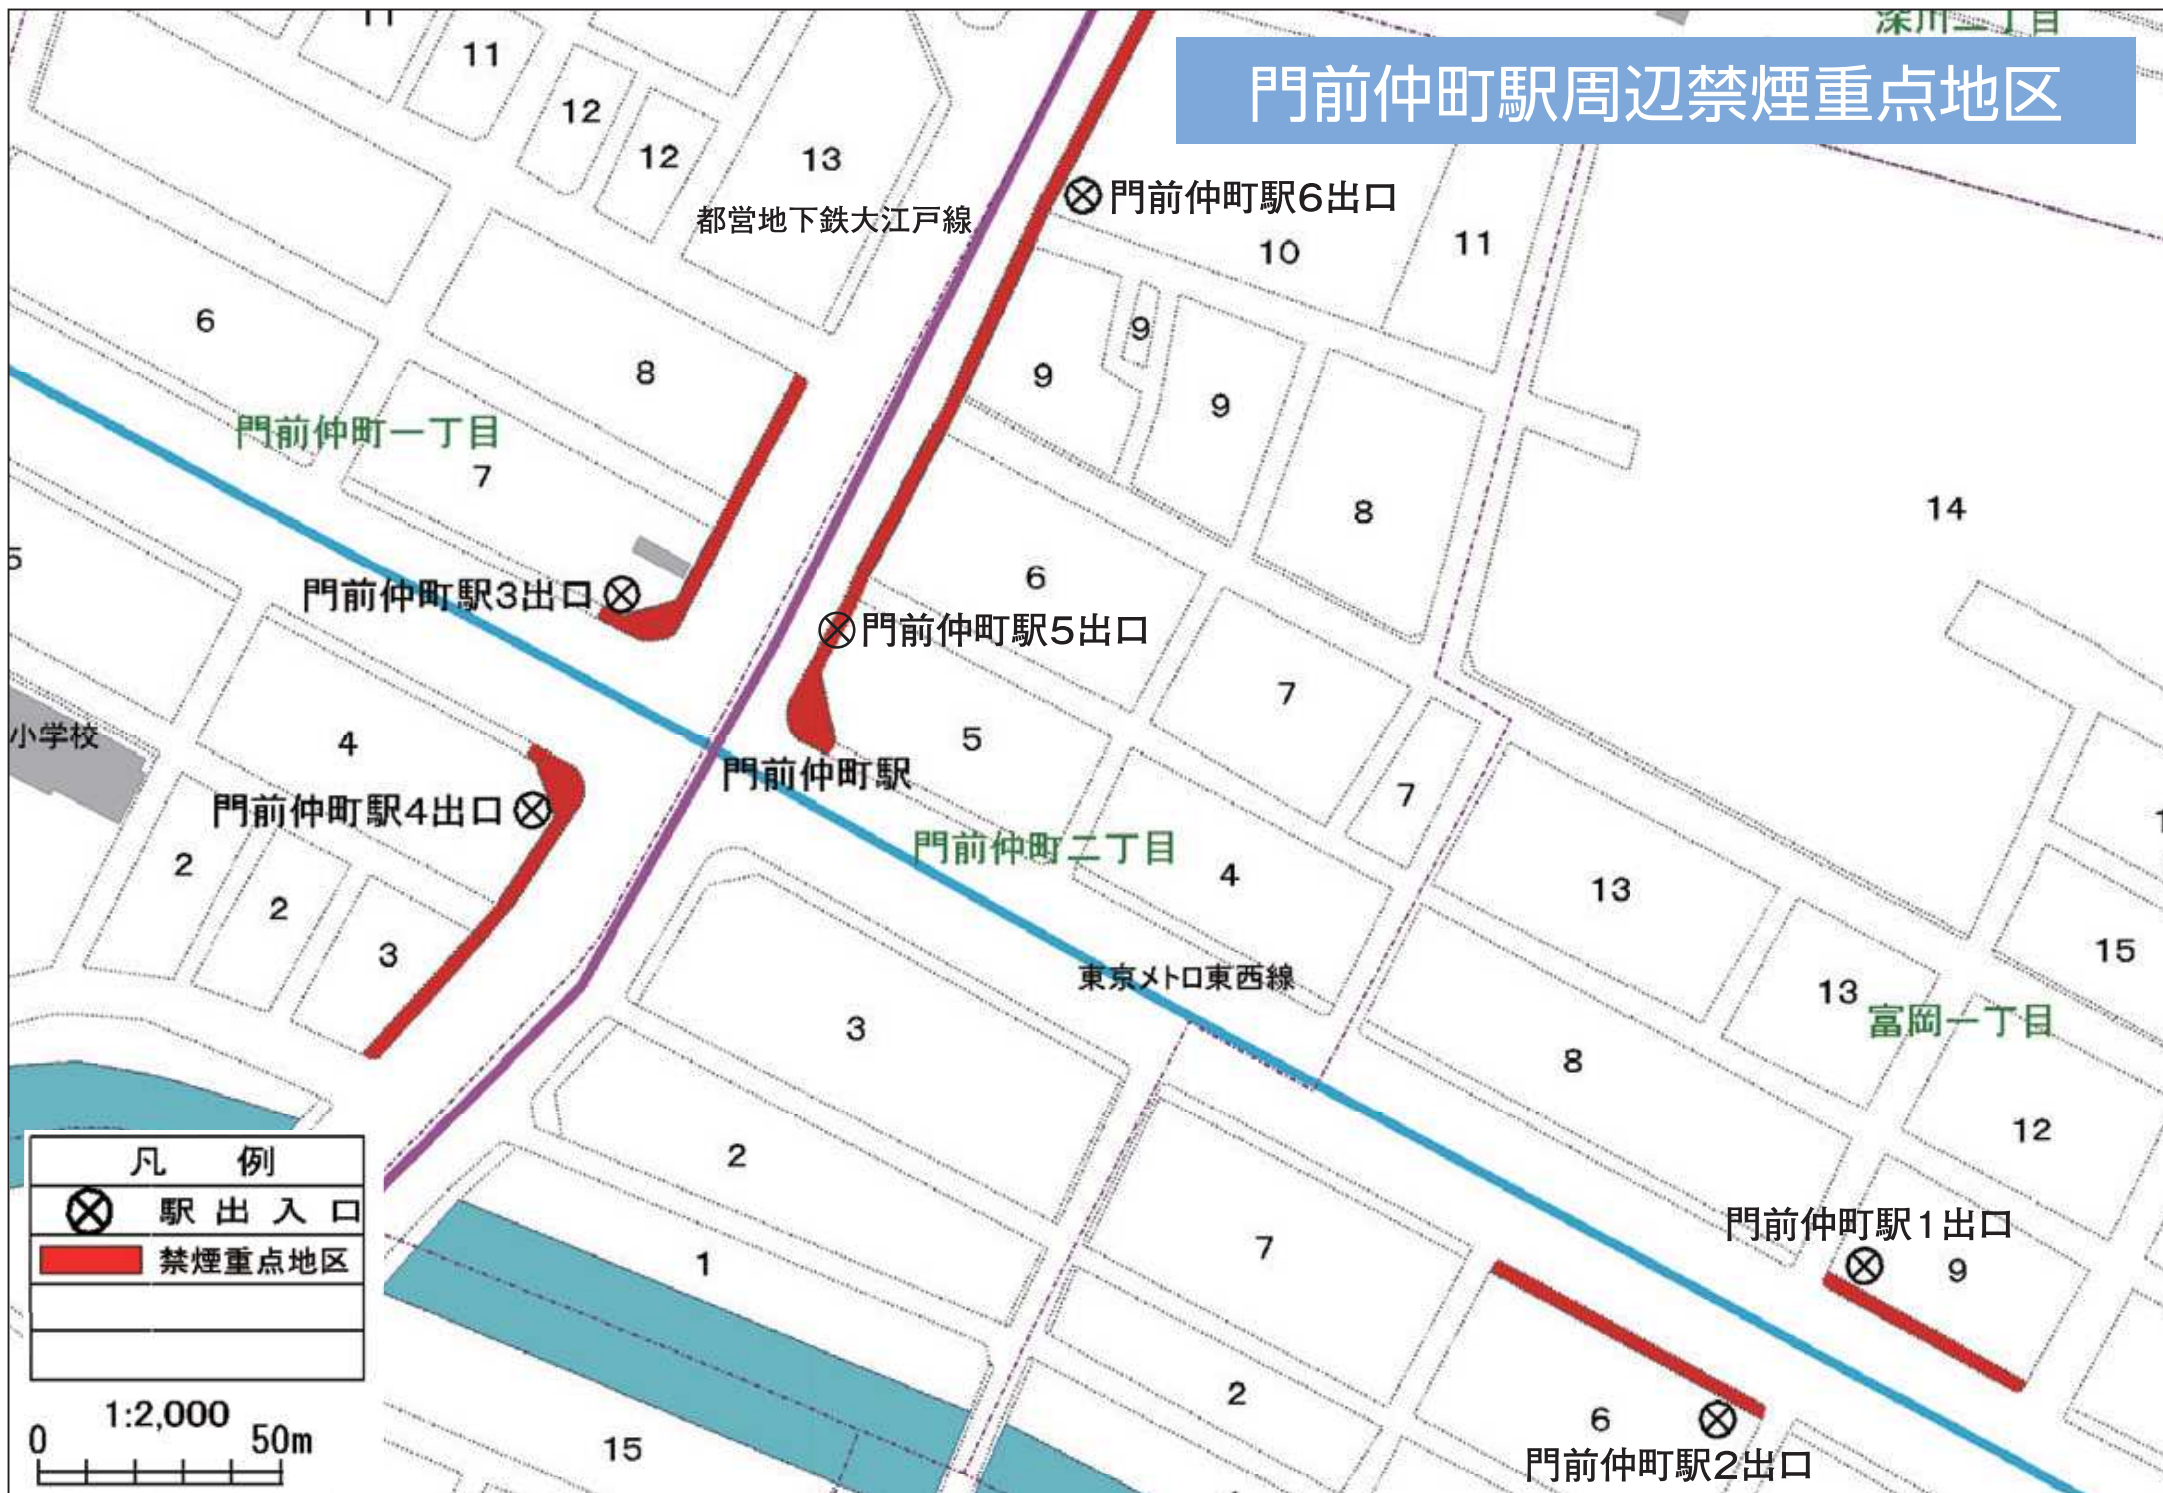 深川二丁目
門前仲町駅周辺禁煙重点地区
11
11
12
12
13
都営地下鉄大江戸線
門前仲町駅6出口
10
11
6
8
9
9
9
門前仲町一丁目
7
8
14
5
門前仲町駅3出口
6
門前仲町駅5出口
7
小学校
4
5
門前仲町駅
7
門前仲町駅4出口
門前仲町二丁目
2
2
3
4
13
15
東京メトロ東西線
13
富岡一丁目
3
8
12
2
門前仲町駅1出口
7
9
1
2
6
門前仲町駅2出口
15
凡 例
駅出入口
禁煙重点地区
1:2,000
0 50m